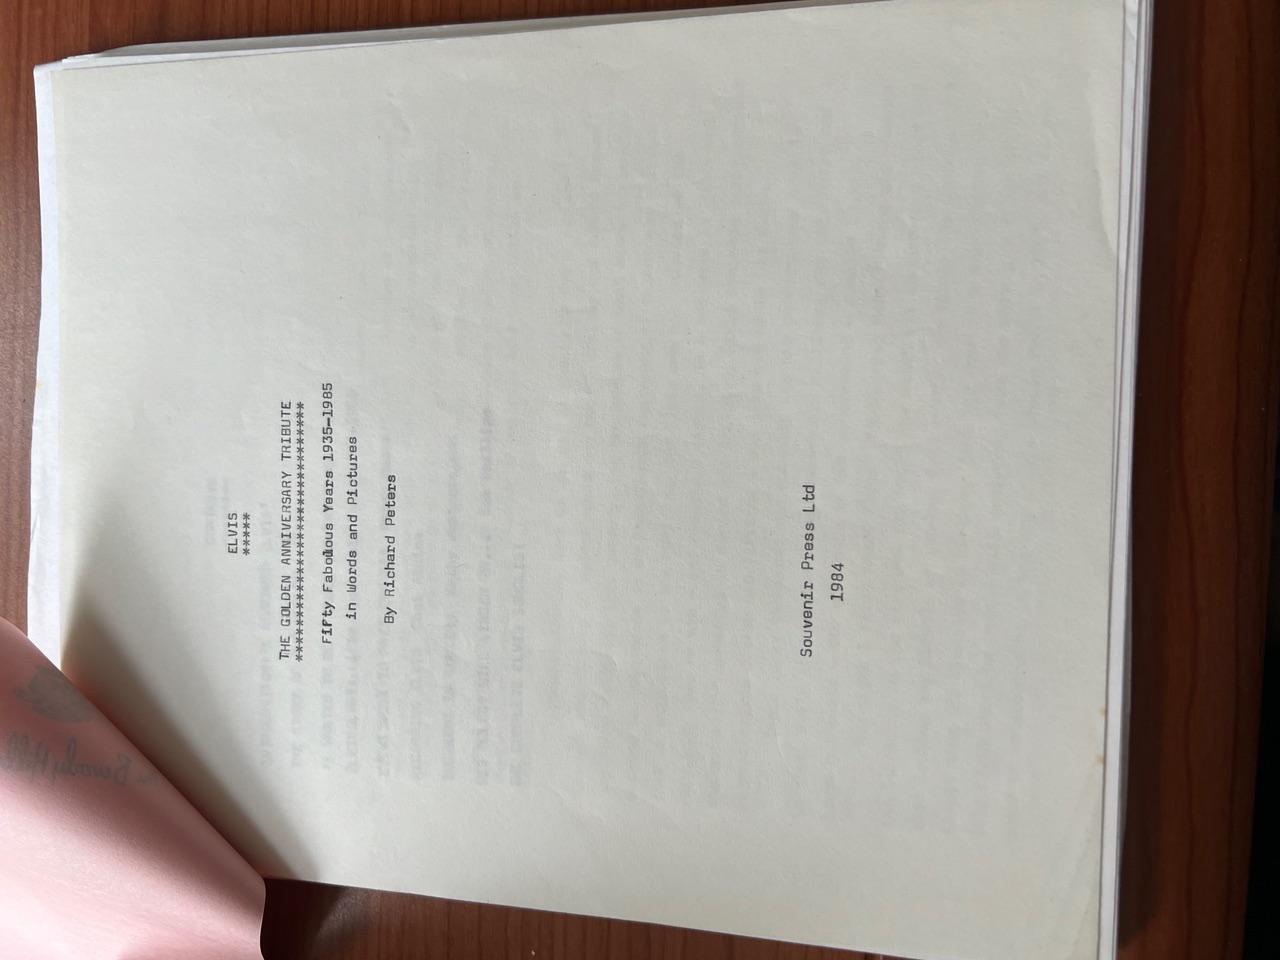 ELVIS
*****
THE GOLDEN ANNIVERSARY TRIBUTE
******************************
Fifty Fabolous Years 1935-1985
in Words and Pictures
By Richard Peters
Souvenir Press Ltd
1984